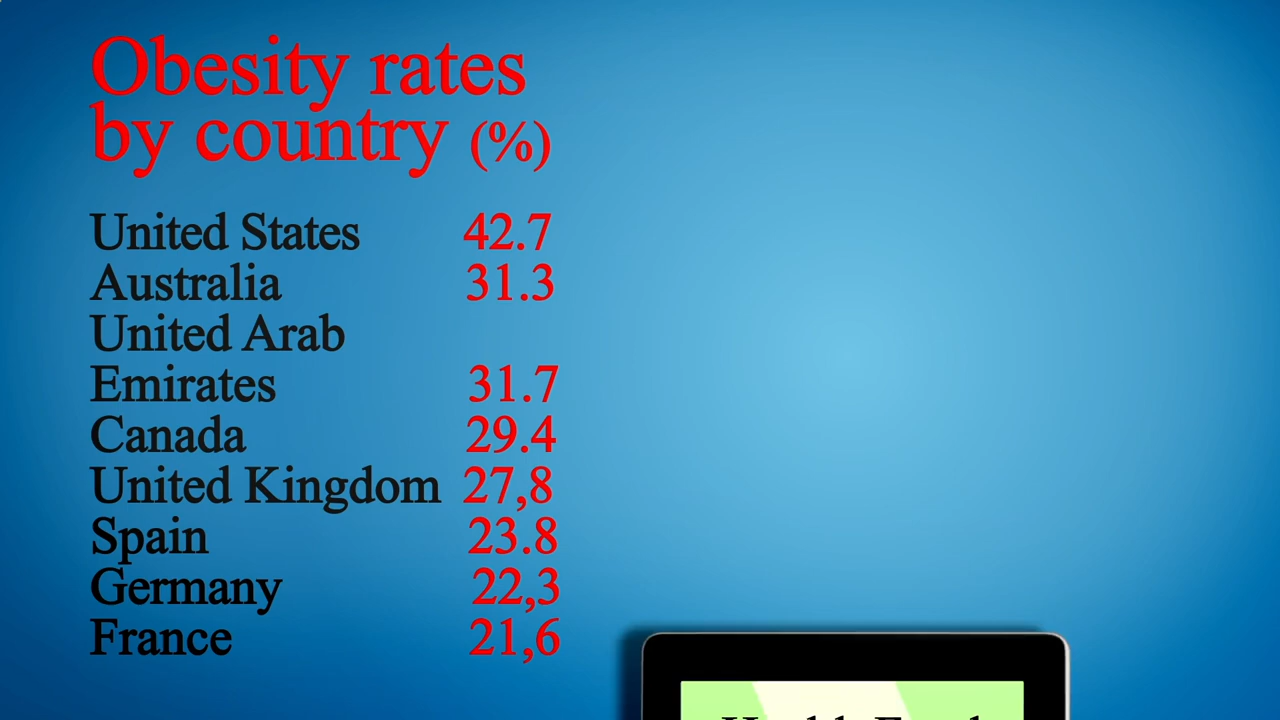 Obesity rates
by country (%)
United States 42.7
Australia 31.3
United Arab
Emirates 31.7
Canada 29.4
United Kingdom 27,8
Spain 23.8
Germany 22,3
France 21,6